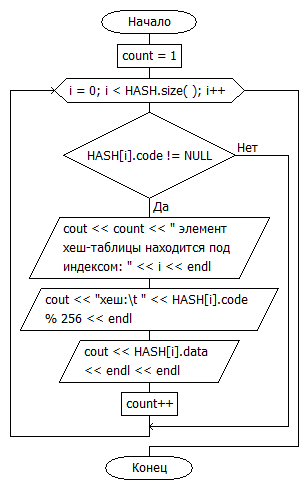 Начало
count = 1
i = 0; i < HASH.size( ); i++
HASH[i].code != NULL
Нет
Да
cout << count << " элемент
хеш-таблицы находится под
индексом: " << i << endl
cout << "хеш:\t " << HASH[i].code
% 256 << endl
cout << HASH[i].data
<< endl << endl
count++
Конец